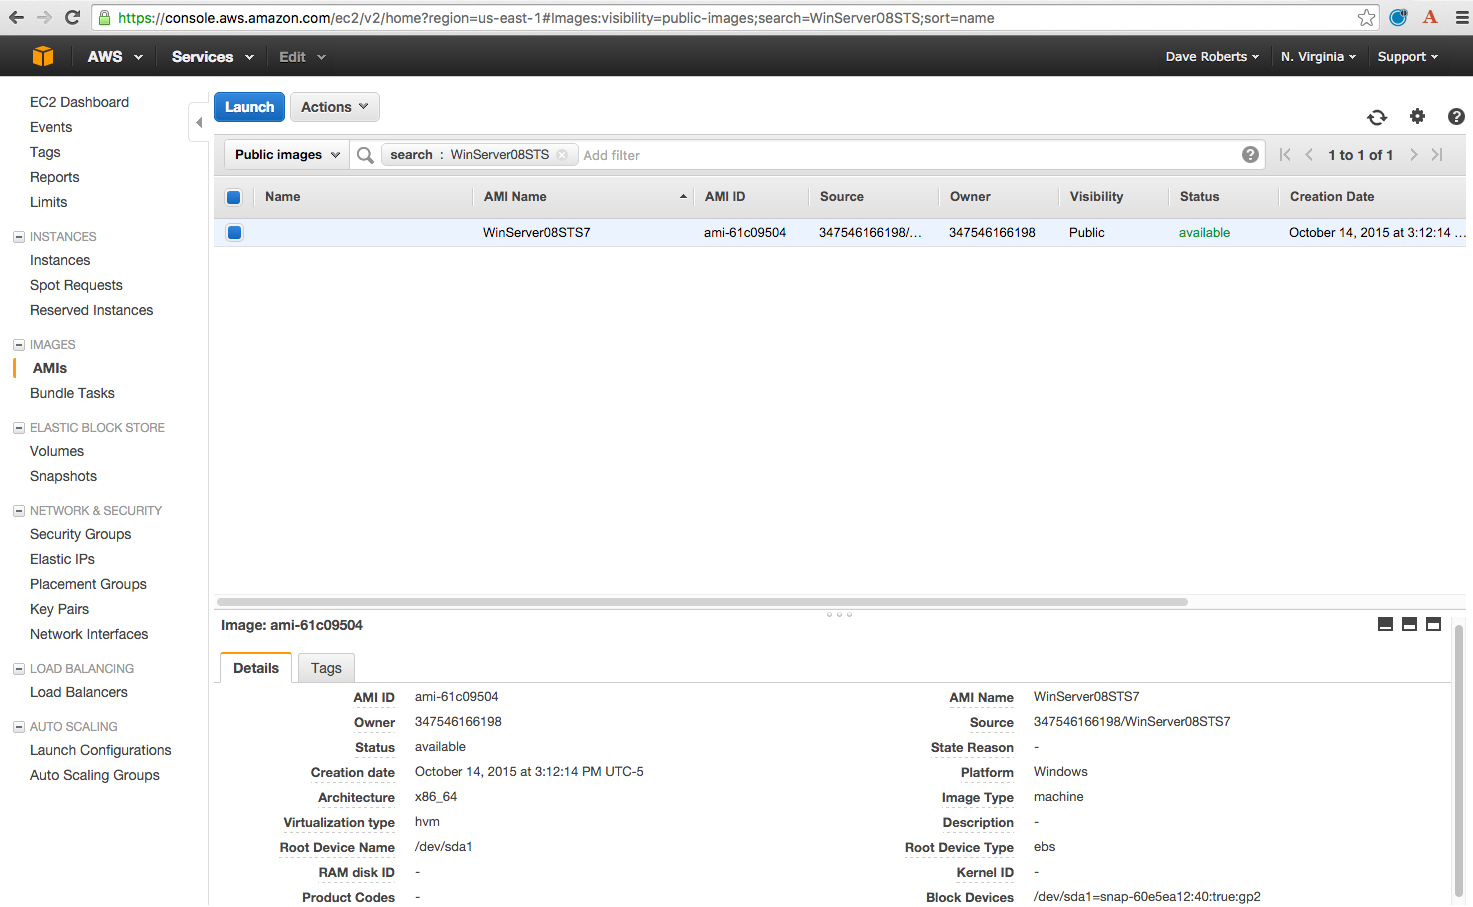 https://console.aws.amazon.com/ec2/v2/home?region=us-east-1#Images:visibility=public-images;search=WinServer08STS;sort=name
AWS Services Edit Dave Roberts N. Virginia Support
EC2 Dashboard
Events
Tags
Reports
Limits
INSTANCES
Instances
Spot Requests
Reserved Instances
IMAGES
AMIs
Bundle Tasks
ELASTIC BLOCK STORE
Volumes
Snapshots
NETWORK & SECURITY
Security Groups
Elastic IPs
Placement Groups
Key Pairs
Network Interfaces
LOAD BALANCING
Load Balancers
AUTO SCALING
Launch Configurations
Auto Scaling Groups
Launch Actions
Public images search : WinServer08STS Add filter 1 to 1 of 1
Name AMI Name AMI ID Source Owner Visibility Status Creation Date
WinServer08STS7 ami-61c09504 347546166198/... 347546166198 Public available October 14, 2015 at 3:12:14 ...
Image: ami-61c09504
Details Tags
AMI ID ami-61c09504 AMI Name WinServer08STS7
Owner 347546166198 Source 347546166198/WinServer08STS7
Status available State Reason -
Creation date October 14, 2015 at 3:12:14 PM UTC-5 Platform Windows
Architecture x86_64 Image Type machine
Virtualization type hvm Description -
Root Device Name /dev/sda1 Root Device Type ebs
RAM disk ID - Kernel ID -
Product Codes - Block Devices /dev/sda1=snap-60e5ea12:40:true:gp2